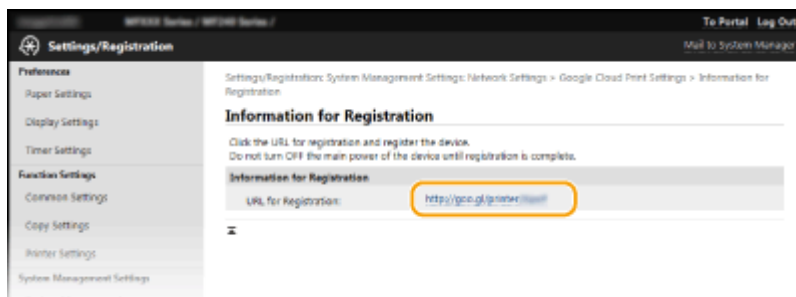 MFXXX Series / MF240 Series /
To Portal Log Out
Settings/Registration
Mail to System Manager
Preferences
Paper Settings
Display Settings
Timer Settings
Function Settings
Common Settings
Copy Settings
Printer Settings
System Management Settings
Settings/Registration: System Management Settings: Network Settings > Google Cloud Print Settings > Information for
Registration
Information for Registration
Click the URL for registration and register the device.
Do not turn OFF the main power of the device until registration is complete.
Information for Registration
URL for Registration:
http://goo.gl/printer/